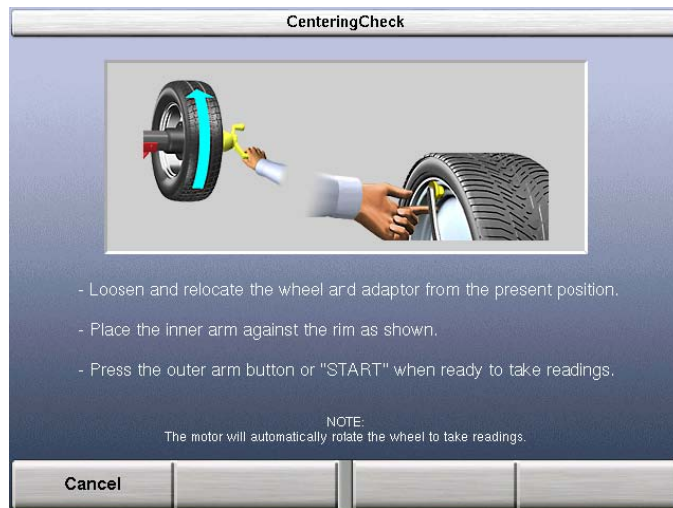 CenteringCheck
- Loosen and relocate the wheel and adaptor from the present position.
- Place the inner arm against the rim as shown.
- Press the outer arm button or "START" when ready to take readings.
NOTE:
The motor will automatically rotate the wheel to take readings.
Cancel